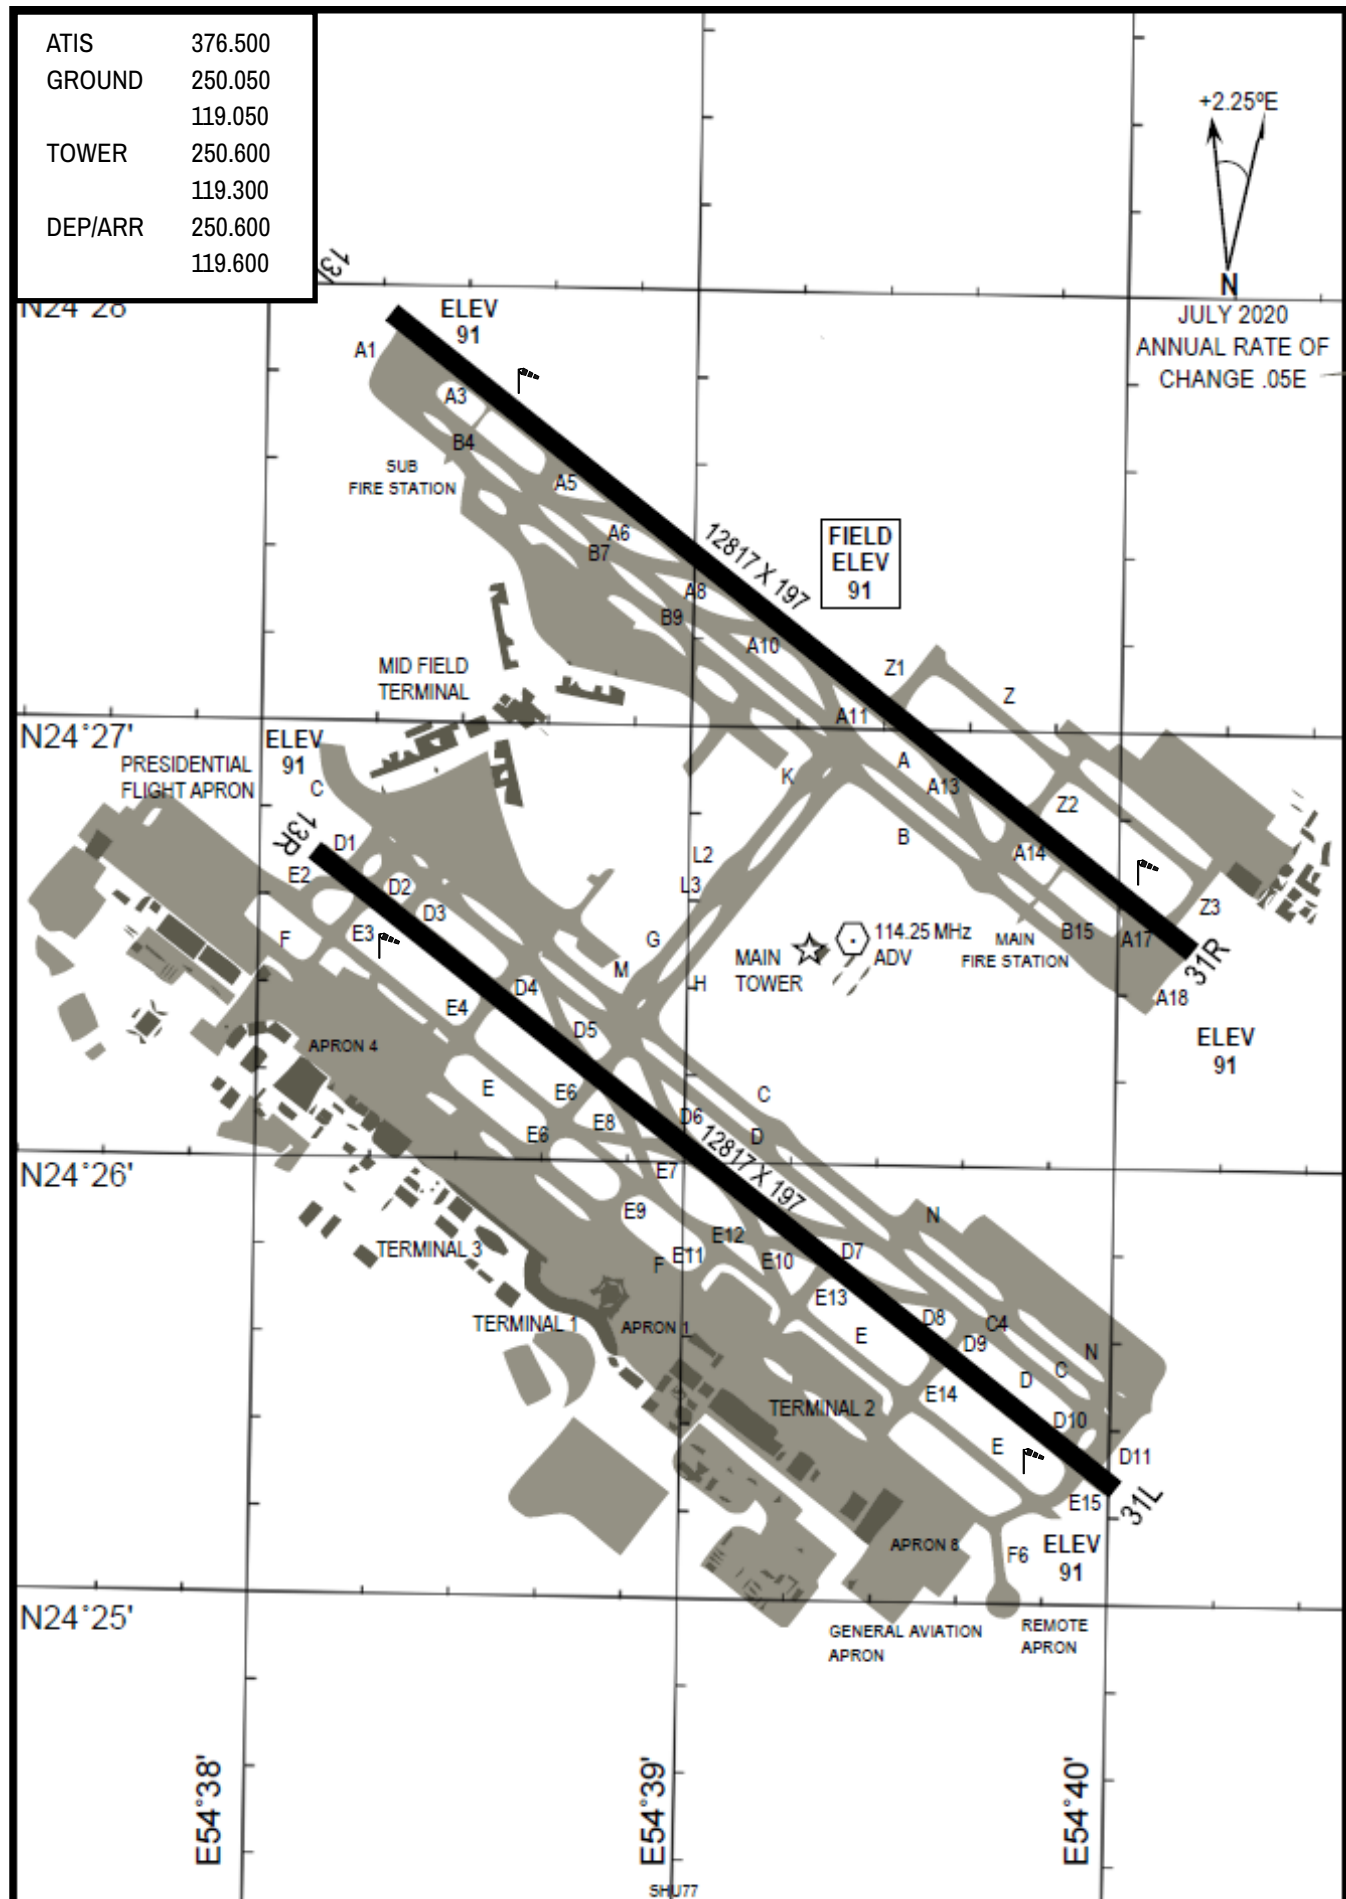 ATIS 376.500
GROUND 250.050
119.050
TOWER 250.600
119.300
DEP/ARR 250.600
119.600
+2.25ºE
N
JULY 2020
ANNUAL RATE OF
CHANGE .05E
N24°28'
ELEV
91
A1
A3
B4
SUB
FIRE STATION
A5
A6
B7
12817 X 197
FIELD
ELEV
91
A8
B9
A10
Z1
Z
MID FIELD
TERMINAL
A11
N24°27'
ELEV
91
PRESIDENTIAL
FLIGHT APRON
C
K
A
A13
Z2
13R
D1
B
L2
A14
E2
D2
L3
D3
Z3
F
E3
G
114.25 MHz
ADV
MAIN
TOWER
MAIN
FIRE STATION
B15
A17
31R
M
H
D4
A18
E4
D5
ELEV
91
APRON 4
E
E6
C
E8
D6
D
E6
12817 X 197
N24°26'
E7
E9
N
E12
D7
TERMINAL 3
F
E11
E10
E13
TERMINAL 1
APRON 1
D8
C4
E
D9
N
C
D
E14
TERMINAL 2
D10
E
D11
E15
31L
APRON 8
F6
ELEV
91
N24°25'
GENERAL AVIATION
APRON
REMOTE
APRON
E54°38'
E54°39'
E54°40'